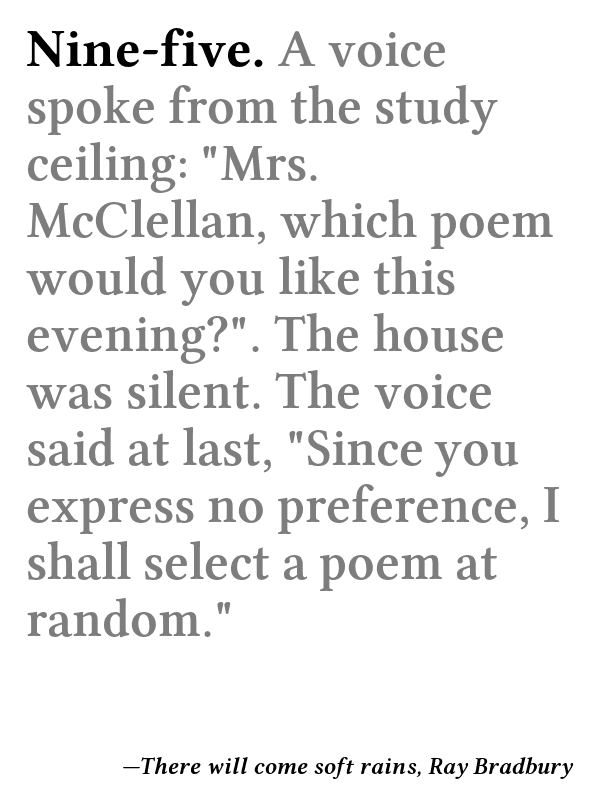 Nine-five. A voice
spoke from the study
ceiling: "Mrs.
McClellan, which poem
would you like this
evening?". The house
was silent. The voice
said at last, "Since you
express no preference, I
shall select a poem at
random."
—There will come soft rains, Ray Bradbury